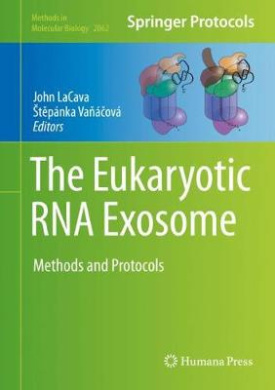 Methods in
Molecular Biology 2062
Springer Protocols
John LaCava
Štěpánka Vaňáčová
Editors
The Eukaryotic
RNA Exosome
Methods and Protocols
Humana Press